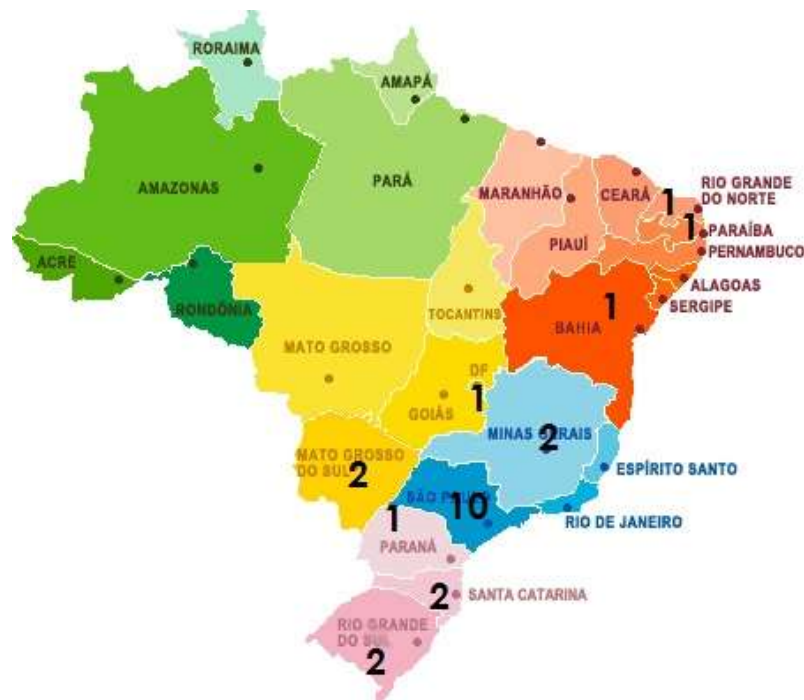 RORAIMA
AMAPÁ
AMAZONAS
PARÁ
MARANHÃO
CEARÁ
1
RIO GRANDE
DO NORTE
1
PARAÍBA
PIAUÍ
PERNAMBUCO
ACRE
ALAGOAS
SERGIPE
RONDÔNIA
TOCANTINS
1
BAHIA
MATO GROSSO
DF
1
GOIÁS
MINAS GERAIS
2
MATO GROSSO
DO SUL
2
ESPÍRITO SANTO
SÃO PAULO
10
1
RIO DE JANEIRO
PARANÁ
2
SANTA CATARINA
RIO GRANDE
DO SUL
2